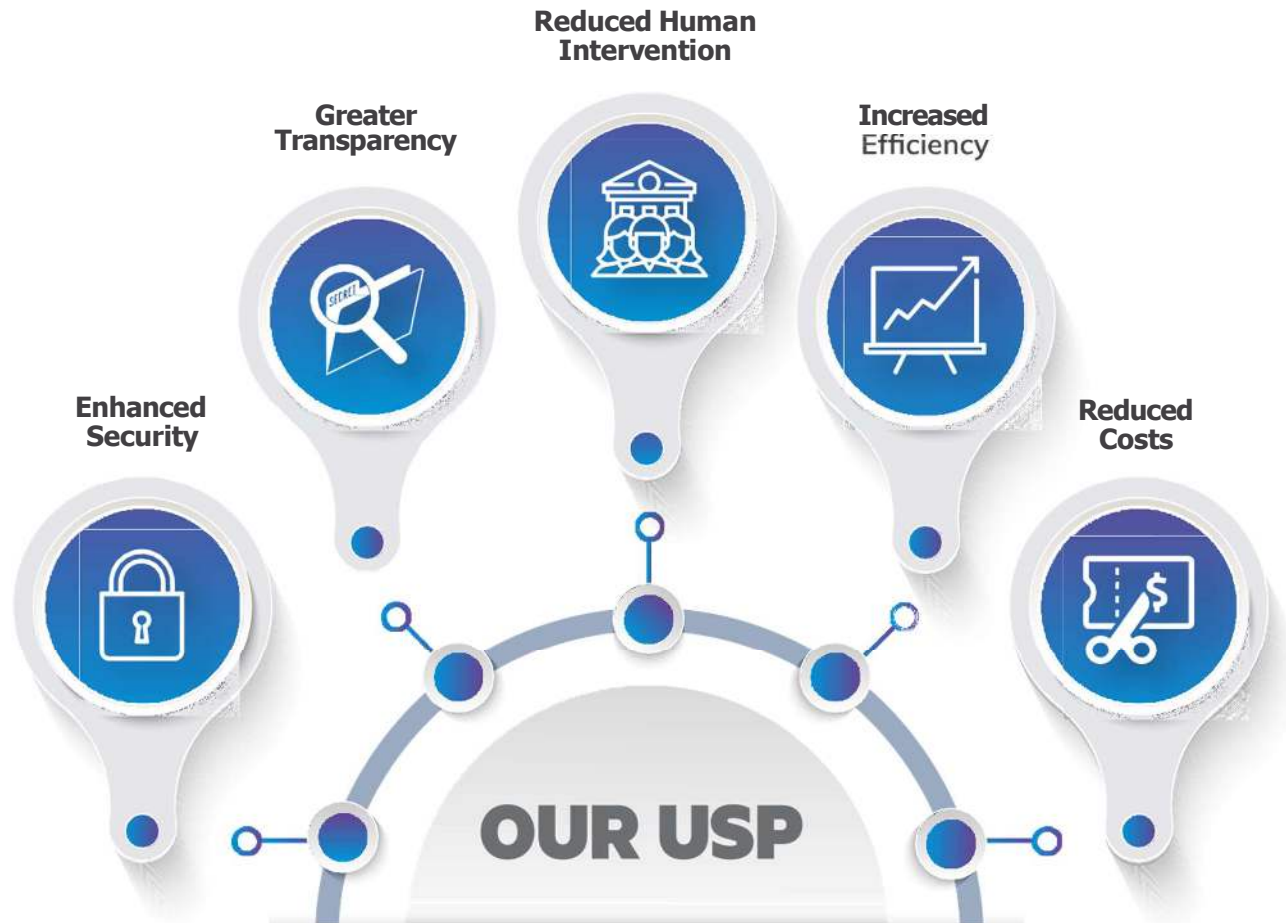 Reduced Human
Intervention
Greater
Transparency
Increased
Efficiency
SECRET
Enhanced
Security
Reduced
Costs
$
OUR USP